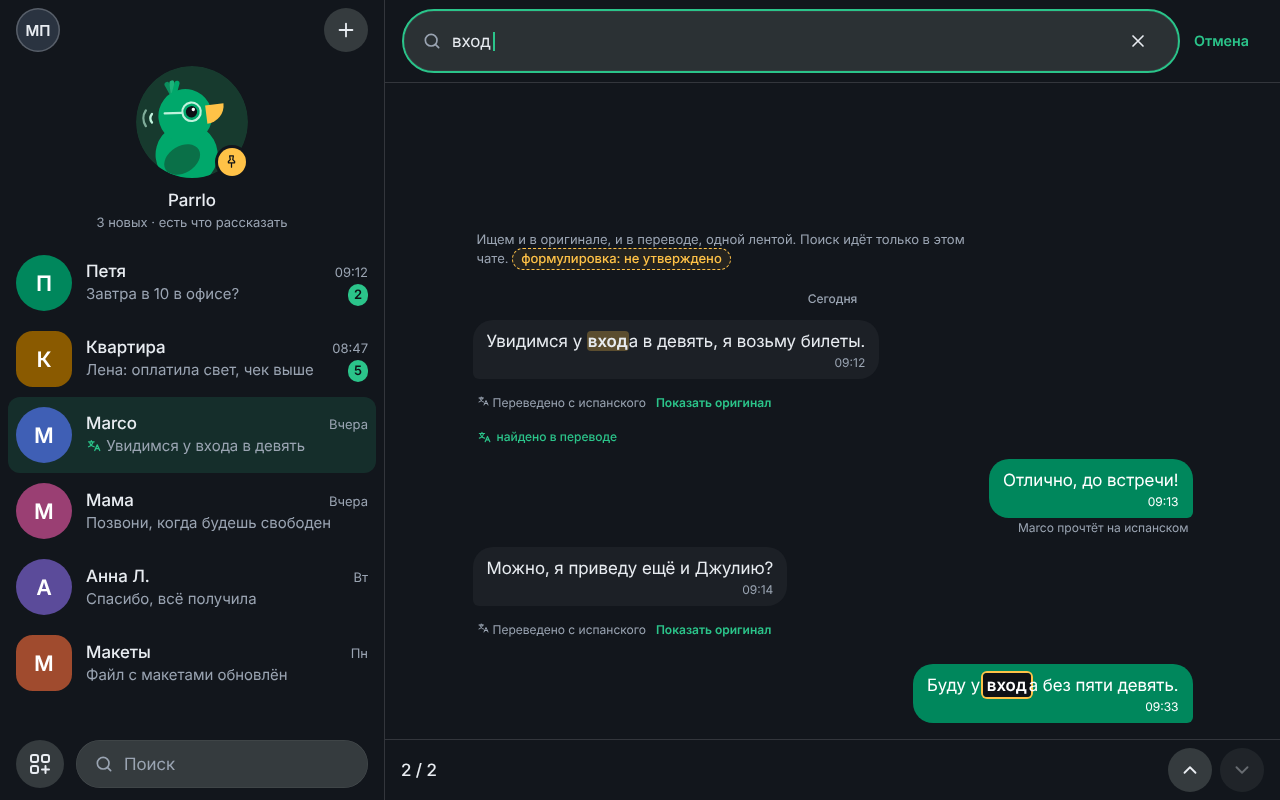 МП
Parrlo
3 новых · есть что рассказать
Петя 09:12
Завтра в 10 в офисе? 2
К
Квартира 08:47
Лена: оплатила свет, чек выше 5
П
М
Marco Вчера
Увидимся у входа в девять
М
Мама Вчера
Позвони, когда будешь свободен
А
Анна Л. Вт
Спасибо, всё получила
М
Макеты Пн
Файл с макетами обновлён
Поиск
вход
Отмена
Ищем и в оригинале, и в переводе, одной лентой. Поиск идёт только в этом
чате. формулировка: не утверждено
Сегодня
Увидимся у входа в девять, я возьму билеты.
09:12
Переведено с испанского Показать оригинал
найдено в переводе
Отлично, до встречи!
09:13
Marco прочтёт на испанском
Можно, я приведу ещё и Джулию?
09:14
Переведено с испанского Показать оригинал
Буду у входа без пяти девять.
09:33
2 / 2